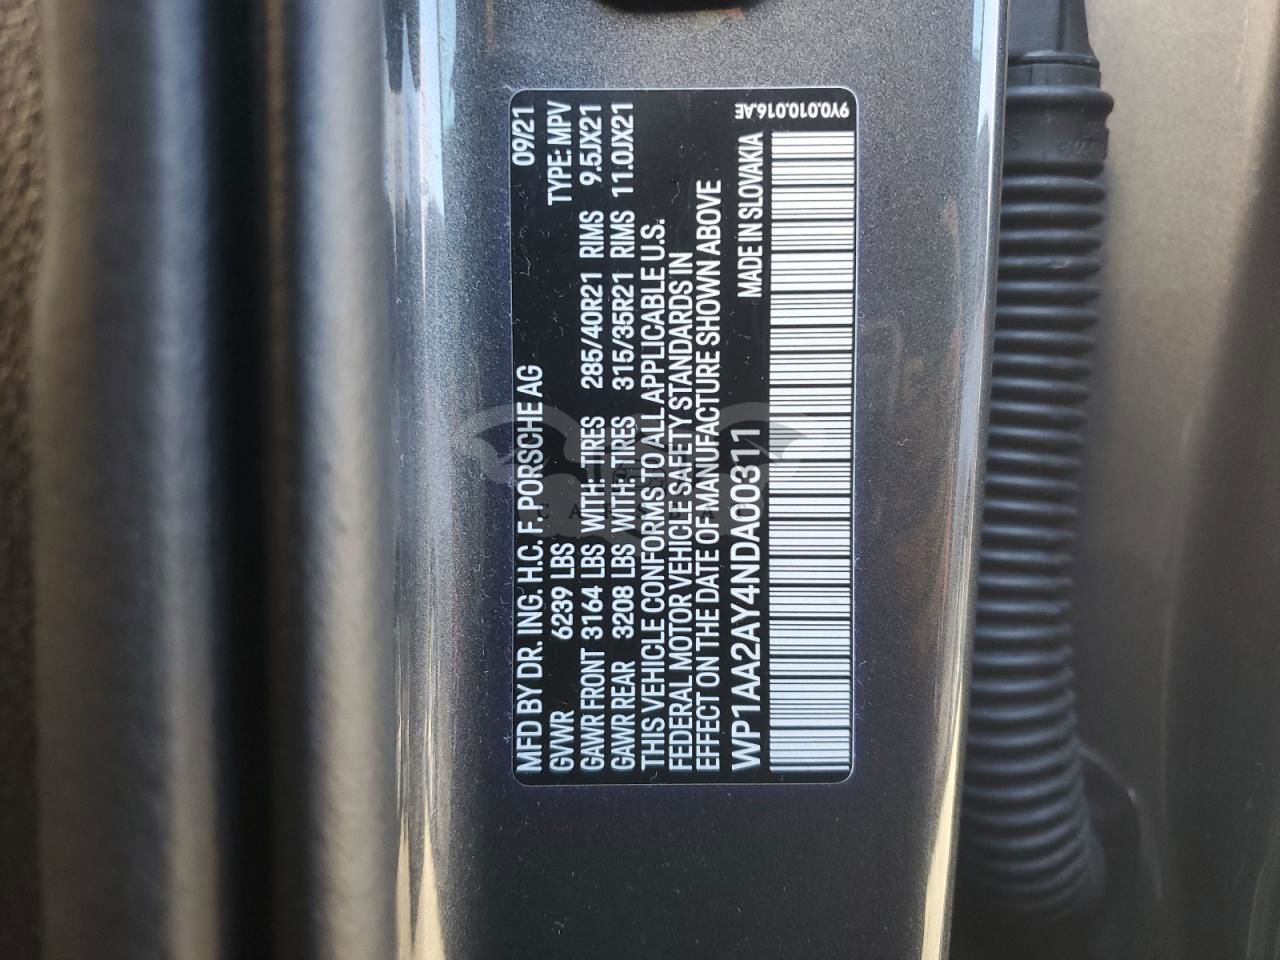 MFD BY DR. ING. H.C. F. PORSCHE AG 09/21
GVWR 6239 LBS TYPE: MPV
GAWR FRONT 3164 LBS WITH: TIRES 285/40R21 RIMS 9.5JX21
GAWR REAR 3208 LBS WITH: TIRES 315/35R21 RIMS 11.0JX21
THIS VEHICLE CONFORMS TO ALL APPLICABLE U.S.
FEDERAL MOTOR VEHICLE SAFETY STANDARDS IN
EFFECT ON THE DATE OF MANUFACTURE SHOWN ABOVE
WP1AA2AY4NDA00311 MADE IN SLOVAKIA
9Y0.010.016.AE